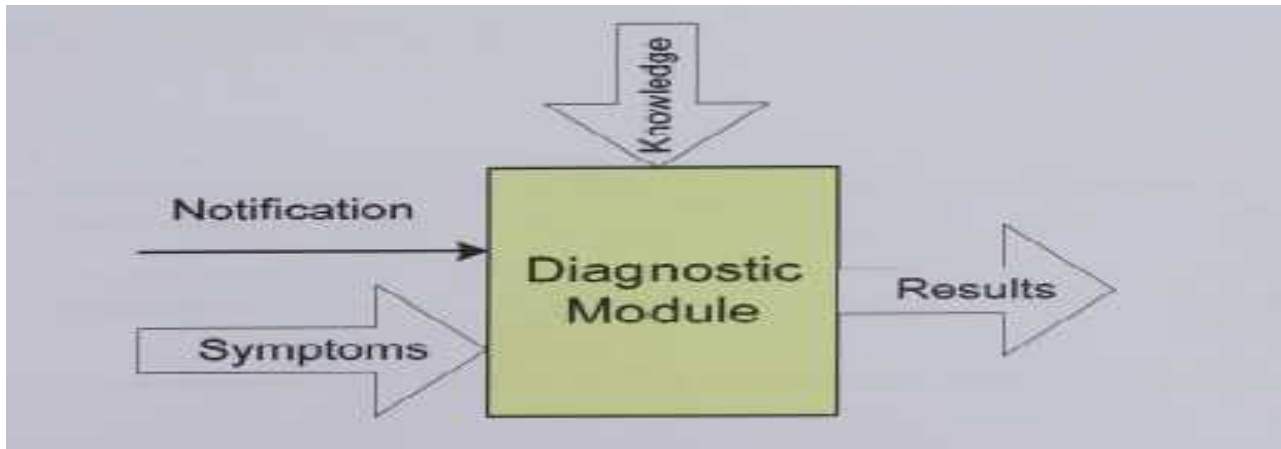 Knowledge
Notification
Diagnostic
Module
Symptoms
Results